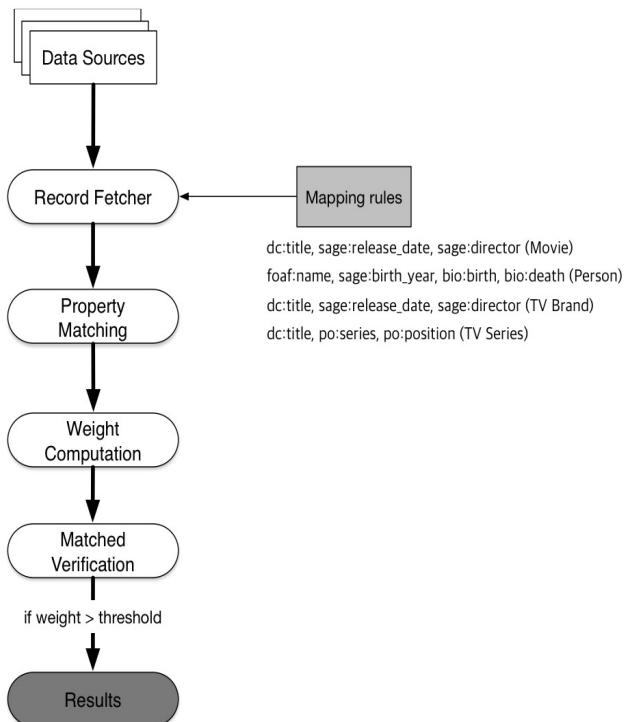 Data Sources
Record Fetcher
Mapping rules
dc:title, sage:release_date, sage:director (Movie)
foaf:name, sage:birth_year, bio:birth, bio:death (Person)
dc:title, sage:release_date, sage:director (TV Brand)
dc:title, po:series, po:position (TV Series)
Property
Matching
Weight
Computation
Matched
Verification
if weight > threshold
Results